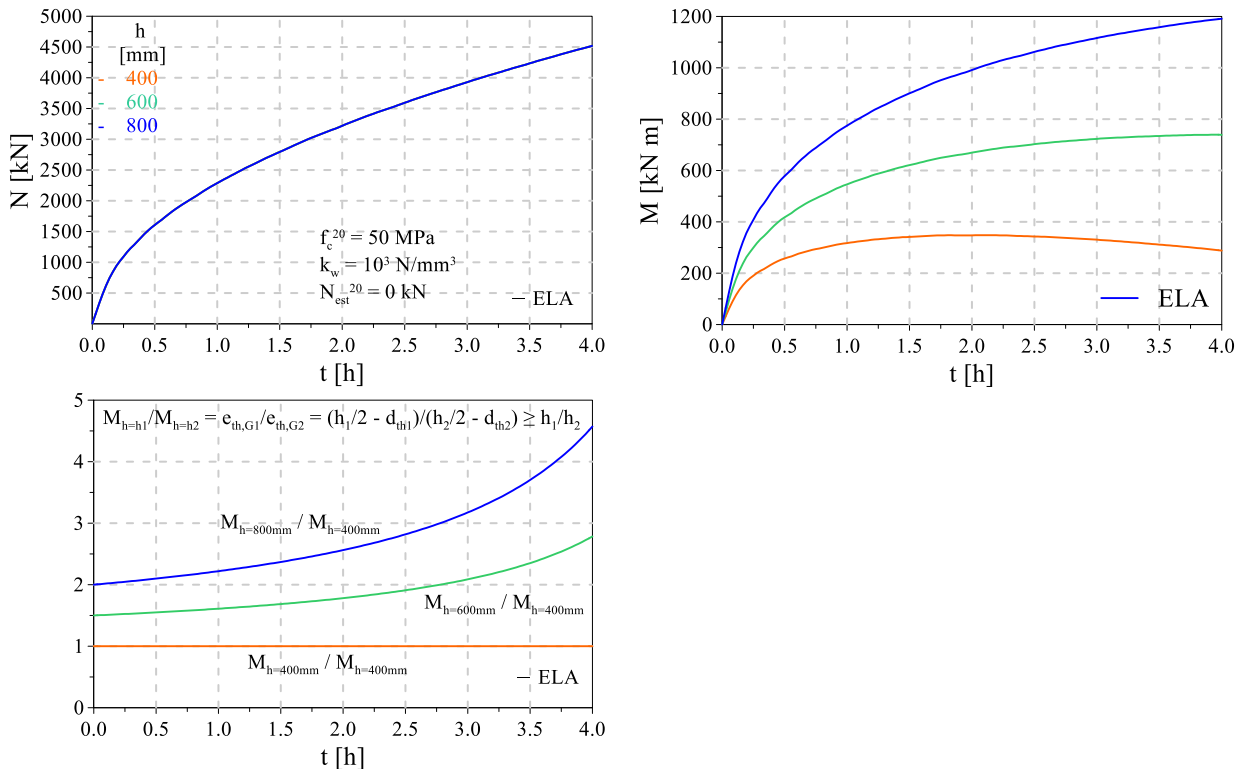 5000
4500
4000
3500
3000
2500
2000
1500
1000
500
N [kN]
h
[mm]
- 400
- 600
- 800
f_c^20 = 50 MPa
k_w = 10³ N/mm³
N_est^20 = 0 kN
– ELA
0.0 0.5 1.0 1.5 2.0 2.5 3.0 3.5 4.0
t [h]
1200
1000
800
600
400
200
0
M [kN m]
— ELA
0.0 0.5 1.0 1.5 2.0 2.5 3.0 3.5 4.0
t [h]
5
4
3
2
1
0
M_h=h1/M_h=h2 = e_th,G1/e_th,G2 = (h_1/2 - d_th1)/(h_2/2 - d_th2) ≥ h_1/h_2
M_h=800mm / M_h=400mm
M_h=600mm / M_h=400mm
M_h=400mm / M_h=400mm
– ELA
0.0 0.5 1.0 1.5 2.0 2.5 3.0 3.5 4.0
t [h]